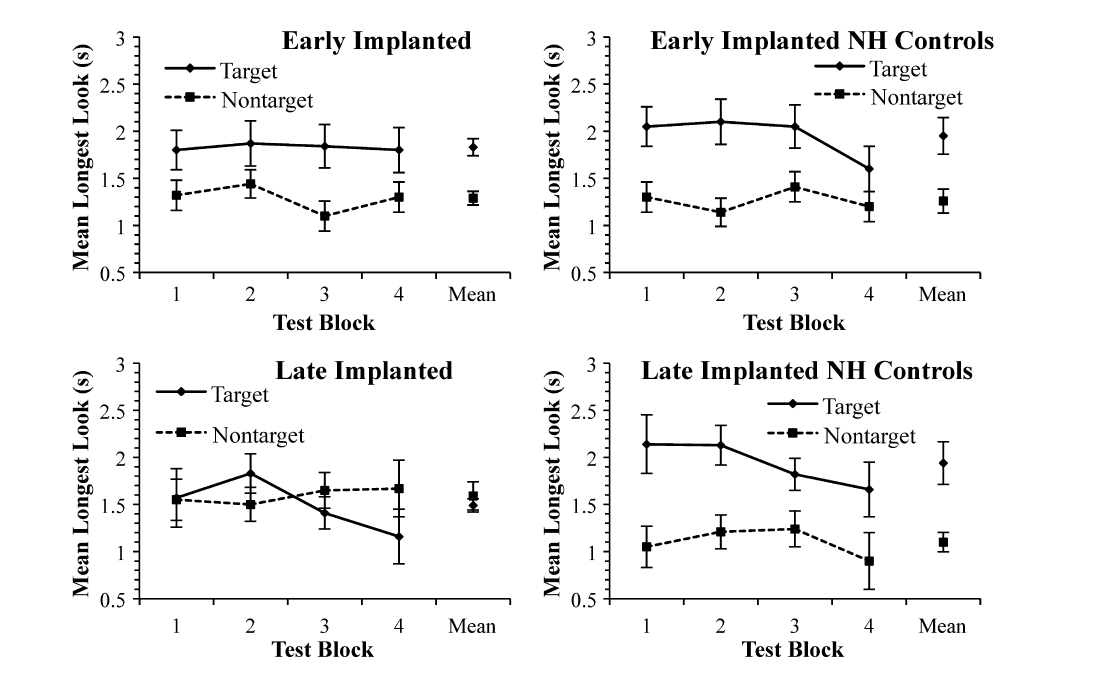 Early Implanted
Mean Longest Look (s)
3
2.5
2
1.5
1
0.5
Target
Nontarget
1 2 3 4 Mean
Test Block
Early Implanted NH Controls
Mean Longest Look (s)
3
2.5
2
1.5
1
0.5
Target
Nontarget
1 2 3 4 Mean
Test Block
Late Implanted
Mean Longest Look (s)
3
2.5
2
1.5
1
0.5
Target
Nontarget
1 2 3 4 Mean
Test Block
Late Implanted NH Controls
Mean Longest Look (s)
3
2.5
2
1.5
1
0.5
Target
Nontarget
1 2 3 4 Mean
Test Block